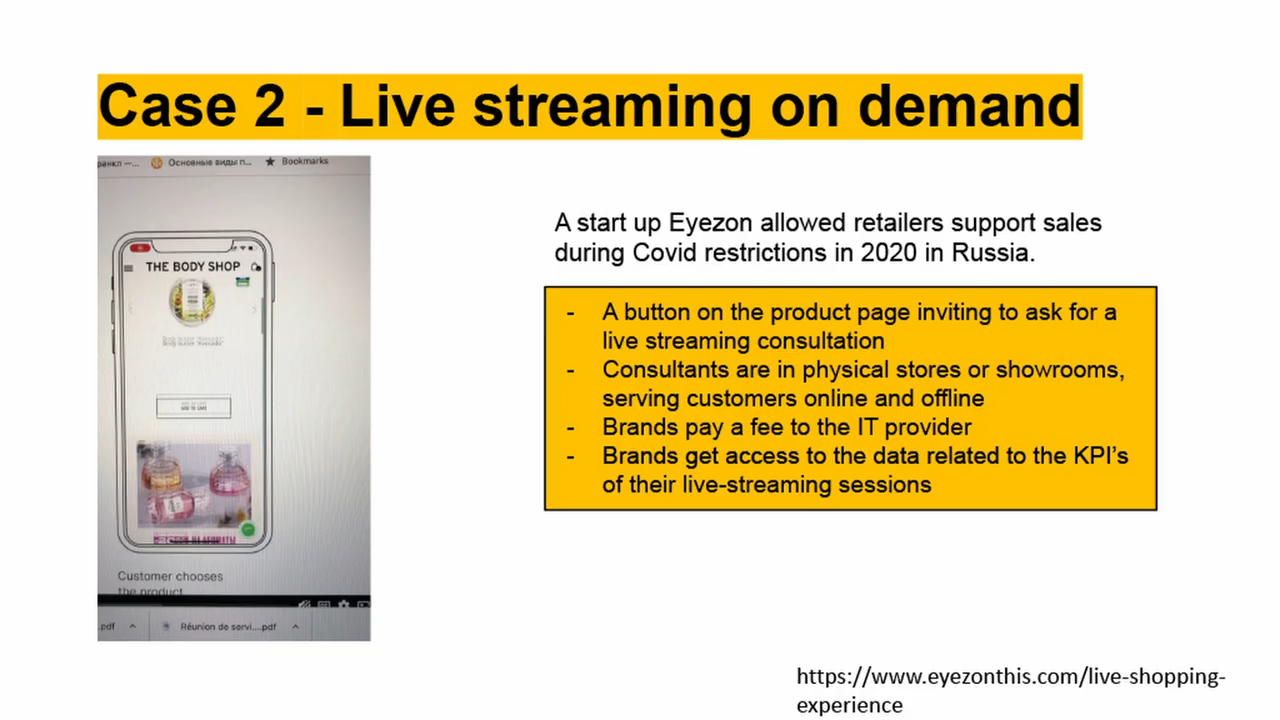 Case 2 - Live streaming on demand
Основные виды п...
Bookmarks
THE BODY SHOP
Customer chooses
the product
.pdf
Réunion de servi....pdf
A start up Eyezon allowed retailers support sales
during Covid restrictions in 2020 in Russia.
- A button on the product page inviting to ask for a
live streaming consultation
- Consultants are in physical stores or showrooms,
serving customers online and offline
- Brands pay a fee to the IT provider
- Brands get access to the data related to the KPI’s
of their live-streaming sessions
https://www.eyezonthis.com/live-shopping-
experience